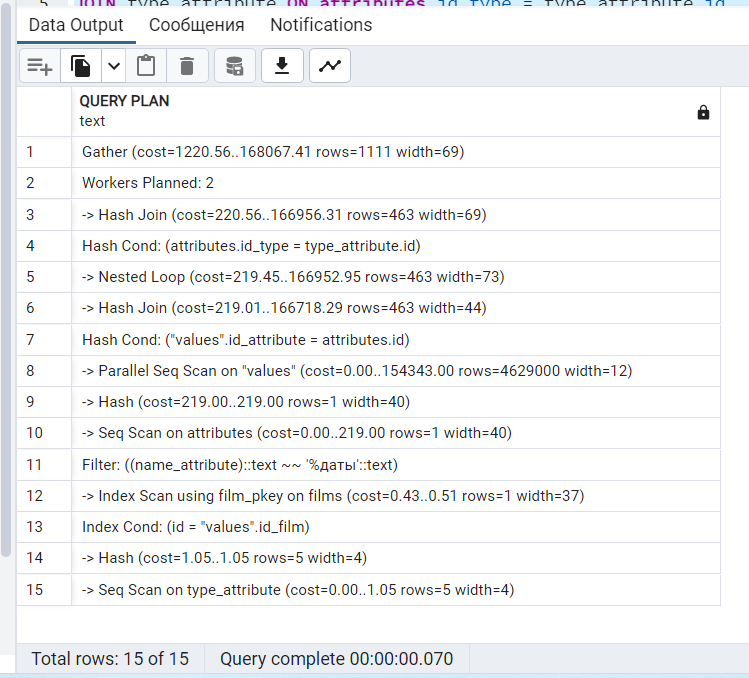 5 JOIN type_attribute ON attributes.id_type = type_attribute.id
Data Output Сообщения Notifications
QUERY PLAN
text
1 Gather (cost=1220.56..168067.41 rows=1111 width=69)
2 Workers Planned: 2
3 -> Hash Join (cost=220.56..166956.31 rows=463 width=69)
4 Hash Cond: (attributes.id_type = type_attribute.id)
5 -> Nested Loop (cost=219.45..166952.95 rows=463 width=73)
6 -> Hash Join (cost=219.01..166718.29 rows=463 width=44)
7 Hash Cond: ("values".id_attribute = attributes.id)
8 -> Parallel Seq Scan on "values" (cost=0.00..154343.00 rows=4629000 width=12)
9 -> Hash (cost=219.00..219.00 rows=1 width=40)
10 -> Seq Scan on attributes (cost=0.00..219.00 rows=1 width=40)
11 Filter: ((name_attribute)::text ~~ '%даты'::text)
12 -> Index Scan using film_pkey on films (cost=0.43..0.51 rows=1 width=37)
13 Index Cond: (id = "values".id_film)
14 -> Hash (cost=1.05..1.05 rows=5 width=4)
15 -> Seq Scan on type_attribute (cost=0.00..1.05 rows=5 width=4)
Total rows: 15 of 15 Query complete 00:00:00.070